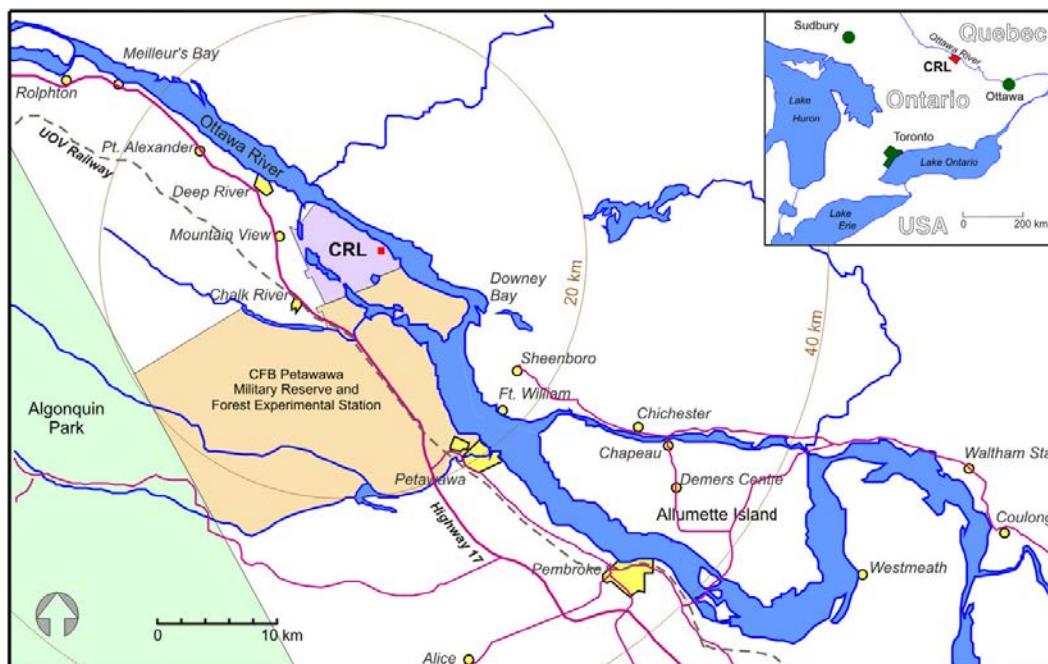 Meilleur's Bay
Rolphton
UOV Railway
Pt. Alexander
Ottawa River
Deep River
Mountain View
CRL
Chalk River
Downey
Bay
20 km
40 km
Sheenboro
Ft. William
CFB Petawawa
Military Reserve and
Forest Experimental Station
Algonquin
Park
Chichester
Chapeau
Waltham Sta
Demers Centre
Petawawa
Allumette Island
Coulong
Highway 17
Pembroke
Westmeath
Alice
0
10 km
Sudbury
Quebec
Ottawa River
CRL
Ontario
Ottawa
Lake
Huron
Toronto
Lake Ontario
Lake
Erie
USA
0
200 km